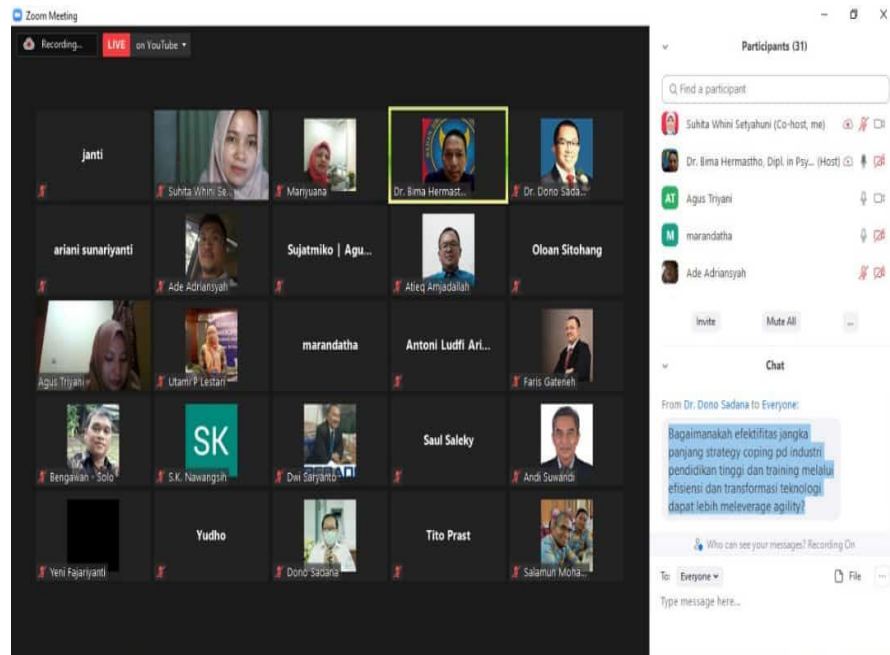 Zoom Meeting
Recording...
LIVE on YouTube
janti
Suhita Whini Se...
Mariyuana
Dr. Bima Hermast...
Dr. Dono Sada...
ariani sunariyanti
Ade Adriansyah
Sujatmiko | Agu...
Atieq Amjadallah
Oloan Sitohang
Agus Triyani
Utami P Lestari
marandatha
Antoni Ludfi Ari...
Faris Gateneh
Bengawan - Solo
SK
S.K. Nawangsih
Dwi Saryanto
Saul Saleky
Andi Suwandi
Yeni Fajariyanti
Yudho
Dono Sadana
Tito Prast
Salamun Moha...
Participants (31)
Find a participant
Suhita Whini Setyahuni (Co-host, me)
Dr. Bima Hermastho, Dipl. in Psy... (Host)
AT Agus Triyani
M marandatha
Ade Adriansyah
Invite Mute All ...
Chat
From Dr. Dono Sadana to Everyone:
Bagaimanakah efektifitas jangka
panjang strategy coping pd industri
pendidikan tinggi dan training melalui
efisiensi dan transformasi teknologi
dapat lebih meleverage agility?
Who can see your messages? Recording On
To: Everyone File ...
Type message here...